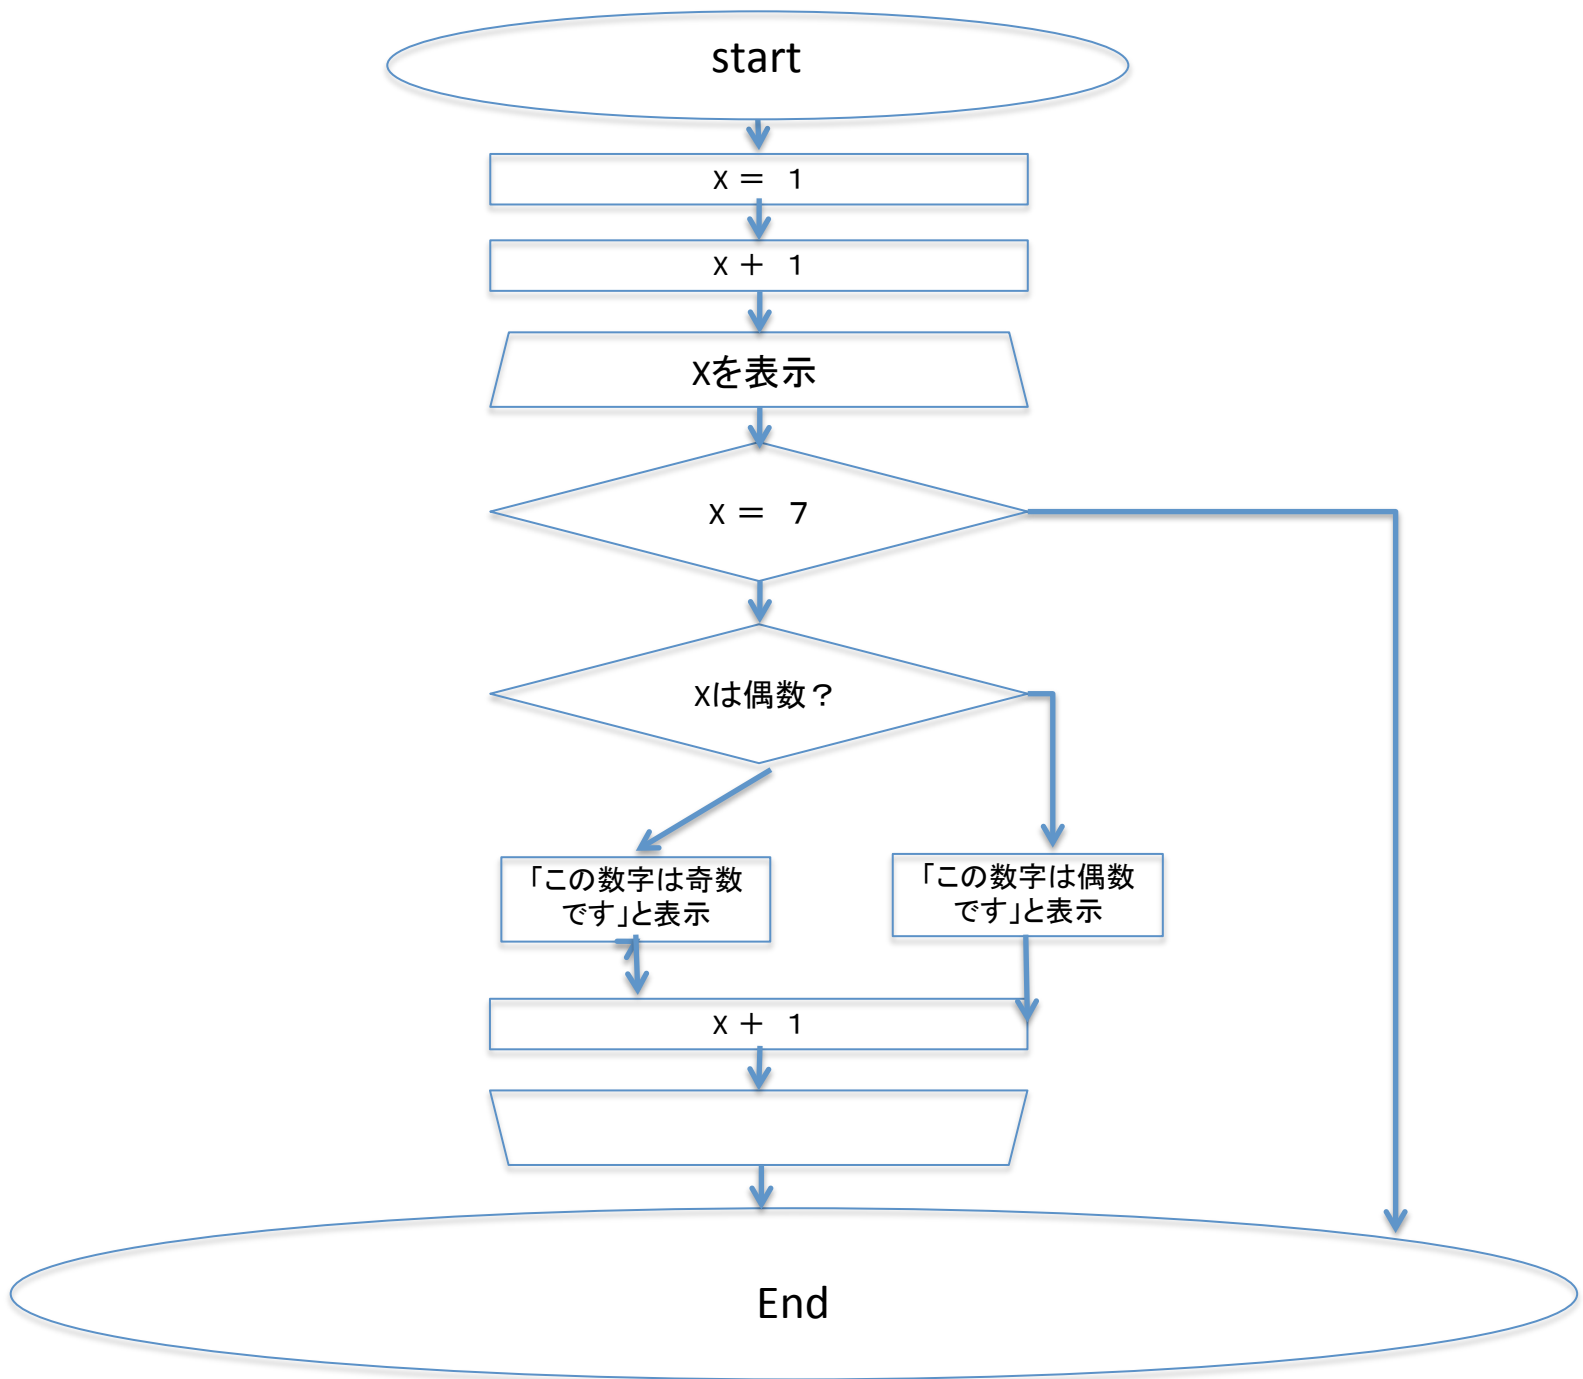 start
X＝ 1
X＋ 1
Xを表示
X＝ 7
Xは偶数？
「この数字は奇数
です」と表示
「この数字は偶数
です」と表示
X＋ 1
End